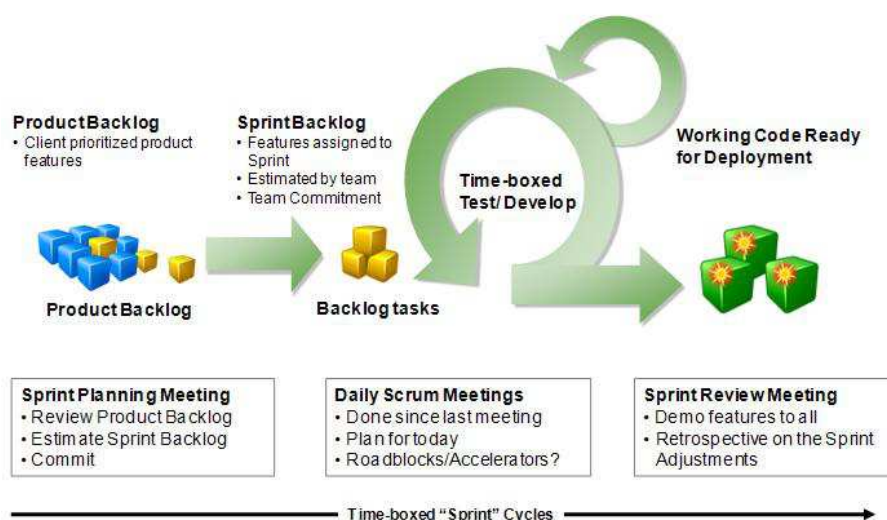 Product Backlog
• Client prioritized product
features
Sprint Backlog
• Features assigned to
Sprint
• Estimated by team
• Team Commitment
Time-boxed
Test/ Develop
Working Code Ready
for Deployment
Product Backlog
Backlog tasks
Sprint Planning Meeting
• Review Product Backlog
• Estimate Sprint Backlog
• Commit
Daily Scrum Meetings
• Done since last meeting
• Plan for today
• Roadblocks/Accelerators?
Sprint Review Meeting
• Demo features to all
• Retrospective on the Sprint
Adjustments
Time-boxed “Sprint” Cycles